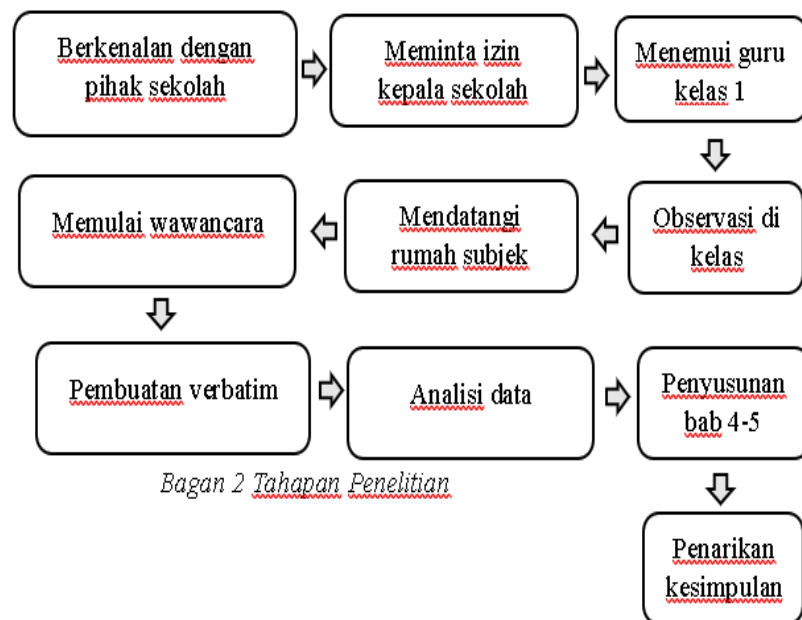 Berkenalan dengan
pihak sekolah
Meminta izin
kepala sekolah
Menemui guru
kelas 1
Observasi di
kelas
Mendatangi
rumah subjek
Memulai wawancara
Pembuatan verbatim
Analisi data
Penyusunan
bab 4-5
Penarikan
kesimpulan
Bagan 2 Tahapan Penelitian